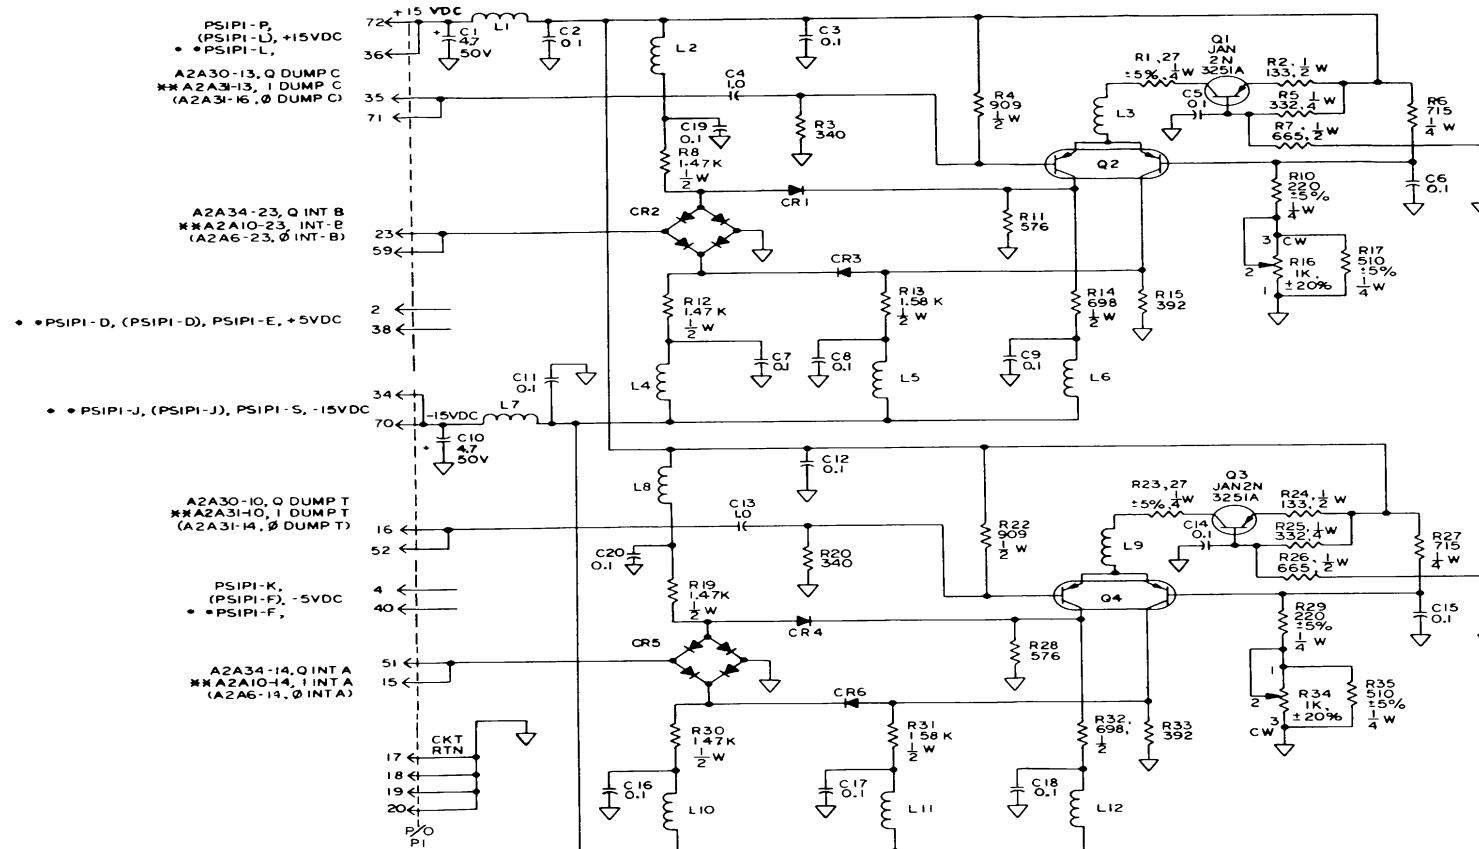 +15 VDC
PSIPI-P,
(PSIPI-L), +15VDC
• •PSIPI-L,
72
36
C1
4.7
50V
L1
C2
0.1
L2
C3
0.1
A2A30-13, Q DUMP C
**A2A31-13, I DUMP C
(A2A31-16, Ø DUMP C)
35
71
C4
1.0
R3
340
R4
909
1/2 W
R1, 27
±5%, 1/4 W
Q1
JAN
2N
3251A
R2, 1/2 W
133,
R5, 1/4 W
332,
R7, 1/2 W
665,
R6
715
1/4 W
C5
0.1
L3
C19
0.1
R8
1.47K
1/2 W
Q2
C6
0.1
R10
220
±5%
1/4 W
CR1
R11
576
CR2
A2A34-23, Q INT B
**A2A10-23, INT-B
(A2A6-23, Ø INT-B)
23
59
3 CW
2
1
R16
1K,
±20%
R17
510
±5%
1/4 W
CR3
R12
1.47K
1/2 W
R13
1.58 K
1/2 W
R14
698
1/2 W
R15
392
2
38
• •PSIPI-D, (PSIPI-D), PSIPI-E, +5VDC
C7
0.1
C8
0.1
C9
0.1
L4
L5
L6
C11
0.1
34
70
• • PSIPI-J, (PSIPI-J), PSIPI-S, -15VDC
-15VDC
L7
C10
4.7
50V
L8
C12
0.1
A2A30-10, Q DUMP T
**A2A31-10, I DUMP T
(A2A31-14, Ø DUMP T)
16
52
C13
1.0
R20
340
R22
909
1/2 W
R23, 27
±5%, 1/4 W
Q3
JAN2N
3251A
R24, 1/2 W
133,
R25, 1/4 W
332,
R26, 1/2 W
665,
R27
715
1/4 W
C14
0.1
L9
C20
0.1
R19
1.47K
1/2 W
Q4
C15
0.1
PSIPI-K,
(PSIPI-F), -5VDC
• •PSIPI-F,
4
40
R29
220
±5%
1/4 W
CR4
R28
576
CR5
A2A34-14, Q INT A
**A2A10-14, I INT A
(A2A6-14, Ø INT A)
51
15
1
2
3
CW
R34
1K,
±20%
R35
510
±5%
1/4 W
CR6
R30
1.47K
1/2 W
R31
1.58K
1/2 W
R32,
698,
1/2
R33
392
CKT
RTN
17
18
19
20
C16
0.1
C17
0.1
C18
0.1
L10
L11
L12
P/O
P1